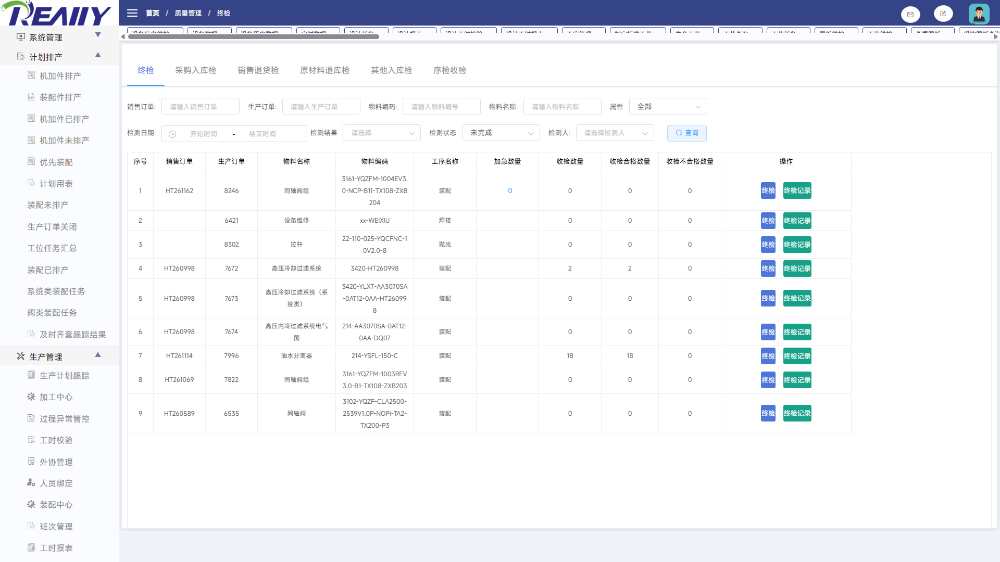 REAIIY
首页 / 质量管理 / 终检
系统管理
计划排产
机加件排产
装配件排产
机加件已排产
机加件未排产
优先装配
计划用表
装配未排产
生产订单关闭
工位任务汇总
装配已排产
系统类装配任务
阀类装配任务
及时齐套跟踪结果
生产管理
生产计划跟踪
加工中心
过程异常管控
工时校验
外协管理
人员绑定
装配中心
班次管理
工时报表
终检 采购入库检 销售退货检 原材料退库检 其他入库检 序检收检
销售订单: 请输入销售订单 生产订单: 请输入生产订单 物料编码: 请输入物料编号 物料名称: 请输入物料名称 属性 全部
检测日期: 开始时间 - 结束时间 检测结果 请选择 检测状态 未完成 检测人: 请选择检测人 查询
序号 销售订单 生产订单 物料名称 物料编码 工序名称 加急数量 收检数量 收检合格数量 收检不合格数量 操作
1 HT261162 8246 同轴阀组 3161-YQZFM-1004EV3.0-NCP-B11-TX108-ZXB204 装配 0 0 0 0 终检 终检记录
2 6421 设备维修 xx-WEIXIU 焊接 0 0 0 终检 终检记录
3 8302 拉杆 22-110-025-YQCFNC-10V2.0-8 抛光 0 0 0 终检 终检记录
4 HT260998 7672 高压冷却过滤系统 3420-HT260998 装配 2 2 0 终检 终检记录
5 HT260998 7673 高压冷却过滤系统（系统类） 3420-YLXT-AA3070SA-0AT12-0AA-HT260998 装配 0 0 0 终检 终检记录
6 HT260998 7674 高压内冷过滤系统电气图 214-AA3070SA-0AT12-0AA-DQ07 装配 0 0 0 终检 终检记录
7 HT261114 7996 油水分离器 214-YSFL-150-C 装配 18 18 0 终检 终检记录
8 HT261069 7822 同轴阀组 3161-YQZFM-1003REV3.0-B1-TX108-ZXB203 装配 0 0 0 终检 终检记录
9 HT260589 6535 同轴阀 3102-YQZF-CLA2500-2539V1.0P-NOPi-TA2-TX200-P3 装配 0 0 0 终检 终检记录